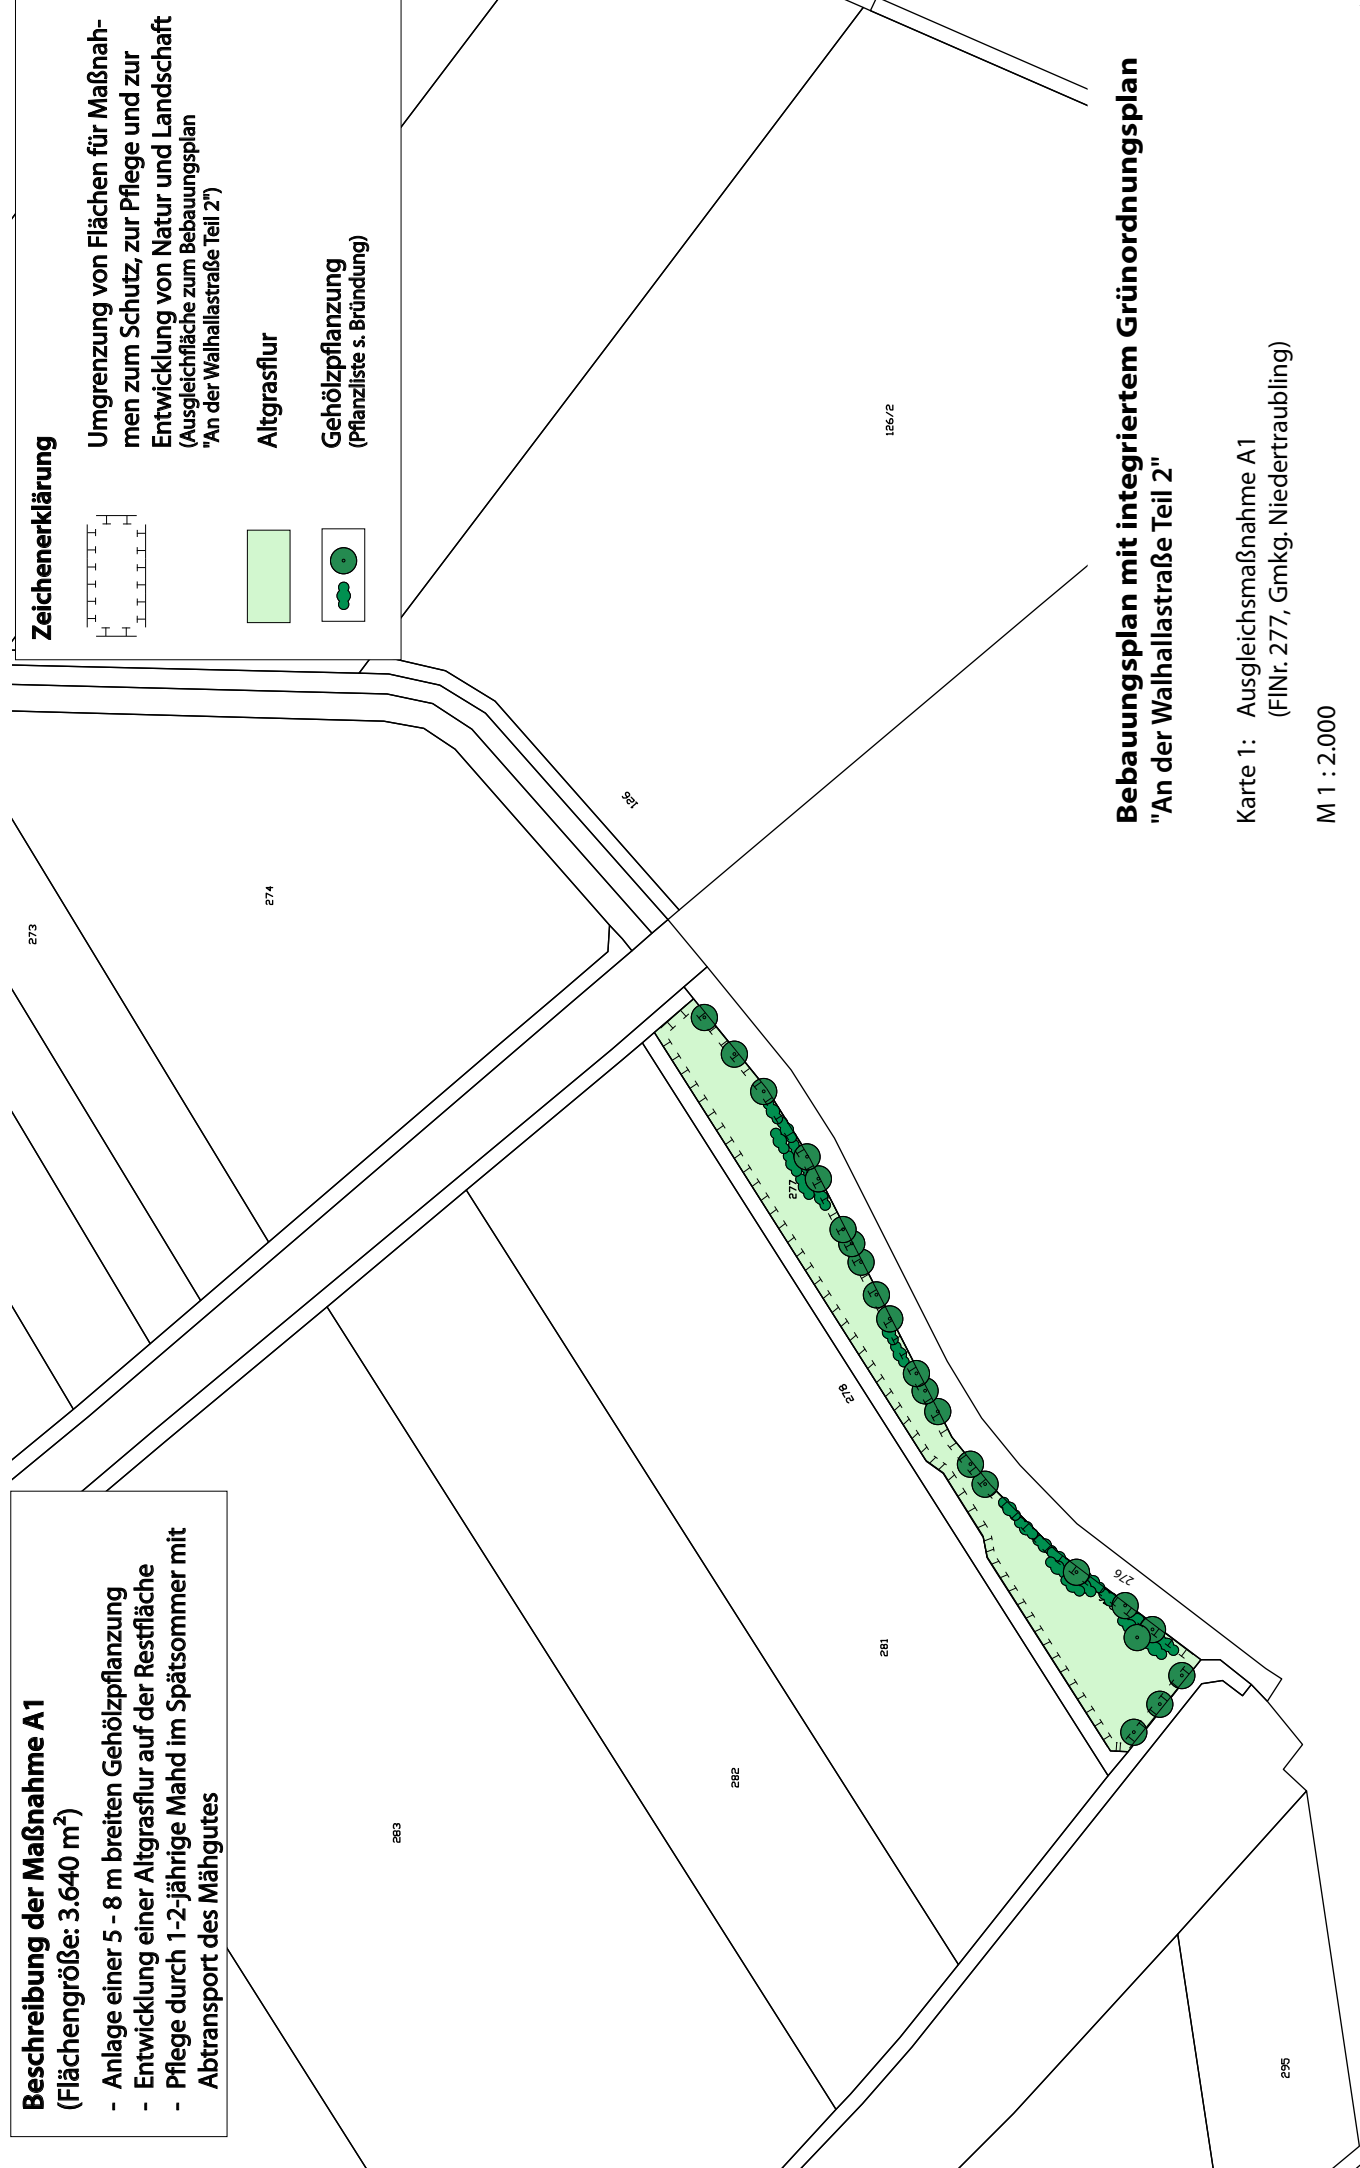 Beschreibung der Maßnahme A1
(Flächengröße: 3.640 m²)
- Anlage einer 5 - 8 m breiten Gehölzpflanzung
- Entwicklung einer Altgrasflur auf der Restfläche
- Pflege durch 1-2-jährige Mahd im Spätsommer mit
Abtransport des Mähgutes
Zeichenerklärung
Umgrenzung von Flächen für Maßnah-
men zum Schutz, zur Pflege und zur
Entwicklung von Natur und Landschaft
(Ausgleichfläche zum Bebauungsplan
"An der Walhallastraße Teil 2")
Altgrasflur
Gehölzpflanzung
(Pflanzliste s. Bründung)
273
274
283
126
282
277
278
281
126/2
276
295
Bebauungsplan mit integriertem Grünordnungsplan
"An der Walhallastraße Teil 2"
Karte 1: Ausgleichsmaßnahme A1
(FlNr. 277, Gmkg. Niedertraubling)
M 1 : 2.000